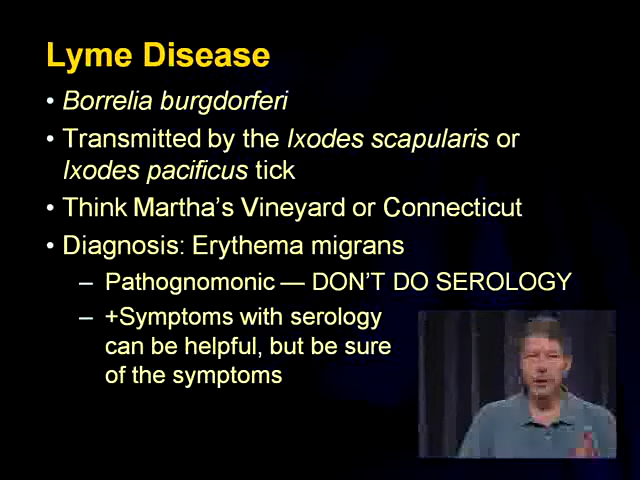 Lyme Disease
• Borrelia burgdorferi
• Transmitted by the Ixodes scapularis or
Ixodes pacificus tick
• Think Martha's Vineyard or Connecticut
• Diagnosis: Erythema migrans
– Pathognomonic — DON'T DO SEROLOGY
– +Symptoms with serology
can be helpful, but be sure
of the symptoms